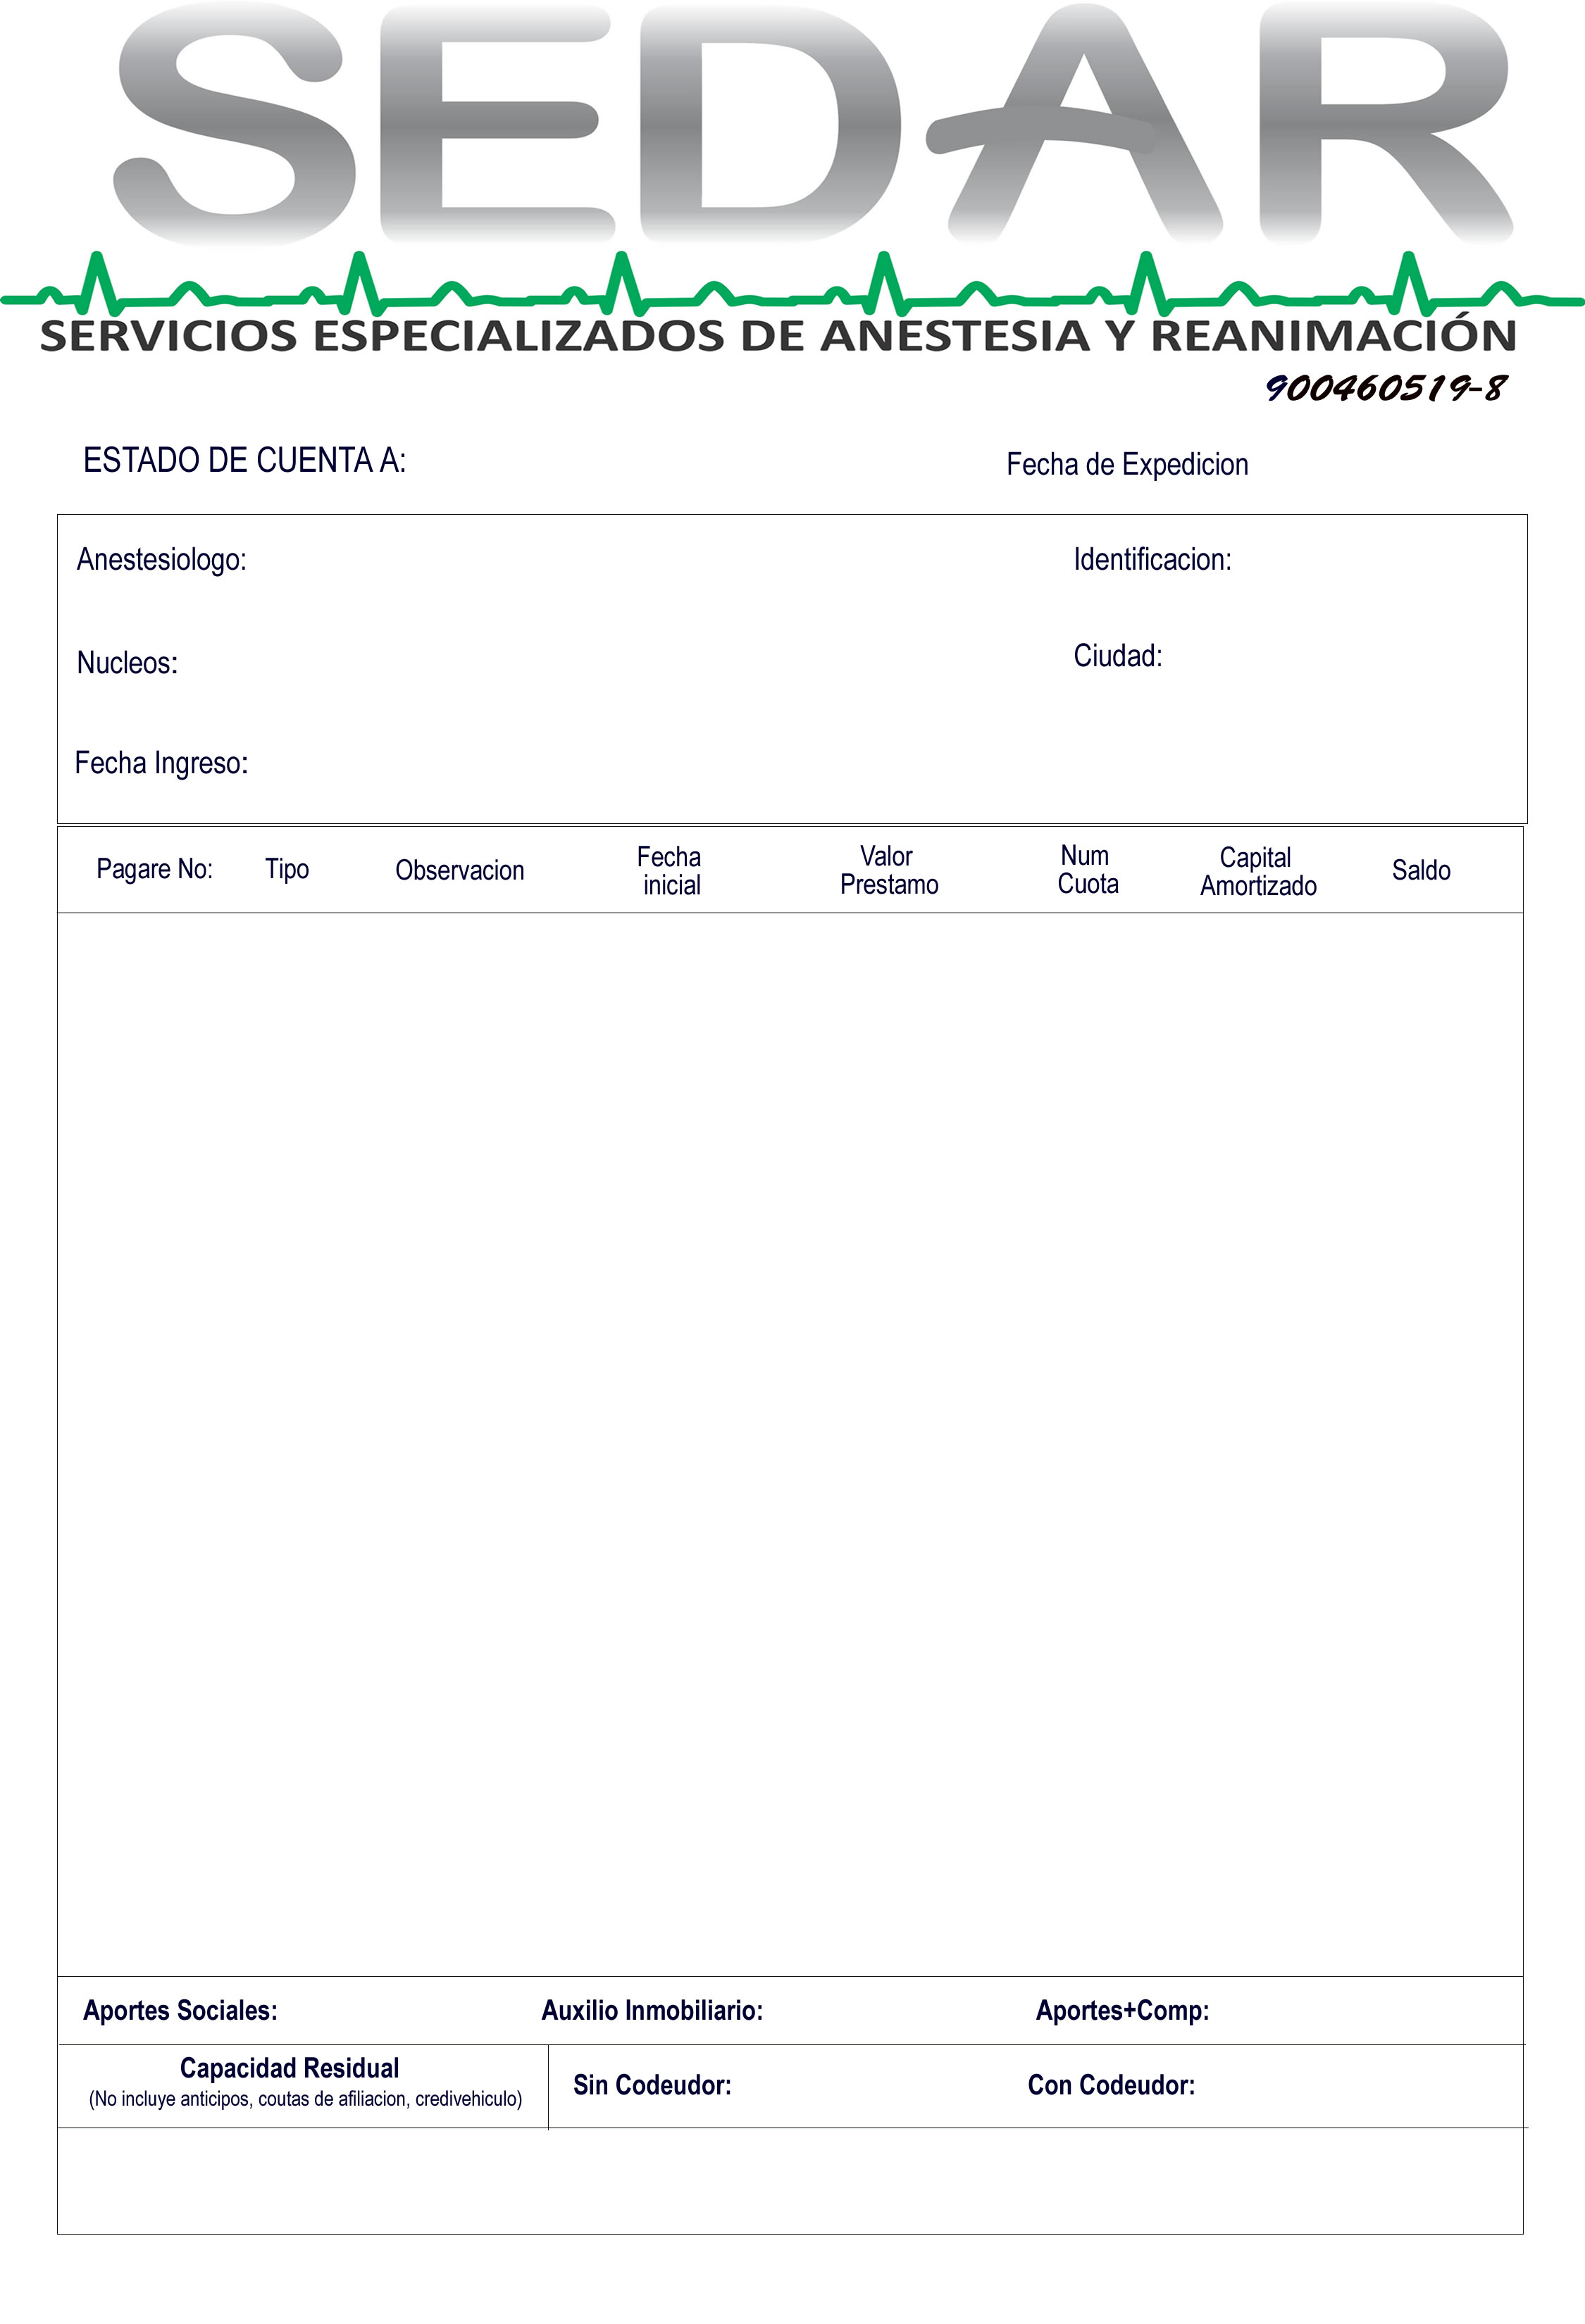 SEDAR
SERVICIOS ESPECIALIZADOS DE ANESTESIA Y REANIMACIÓN
900460519-8
ESTADO DE CUENTA A:
Fecha de Expedicion
Anestesiologo:
Identificacion:
Nucleos:
Ciudad:
Fecha Ingreso:
Pagare No:
Tipo
Observacion
Fecha
inicial
Valor
Prestamo
Num
Cuota
Capital
Amortizado
Saldo
Aportes Sociales:
Auxilio Inmobiliario:
Aportes+Comp:
Capacidad Residual
(No incluye anticipos, coutas de afiliacion, credivehiculo)
Sin Codeudor:
Con Codeudor: